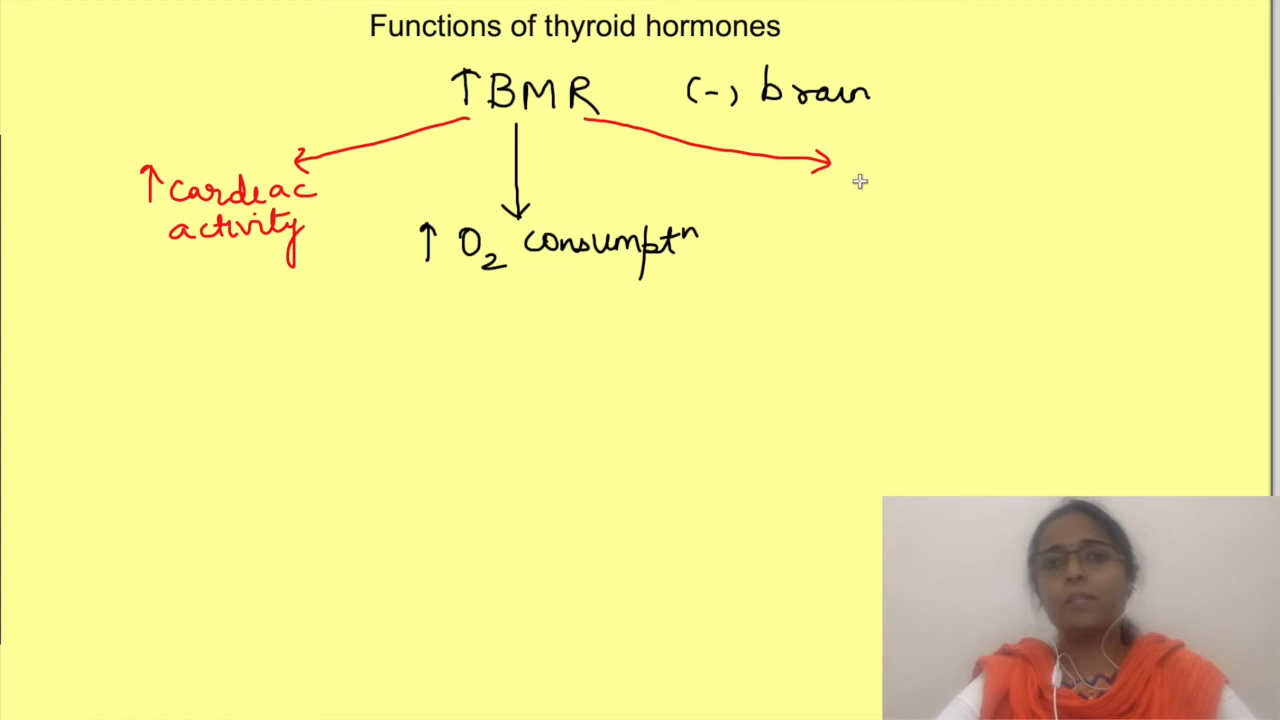 Functions of thyroid hormones
↑BMR (-) brain
↑cardiac
activity
↑ O₂ consumptⁿ